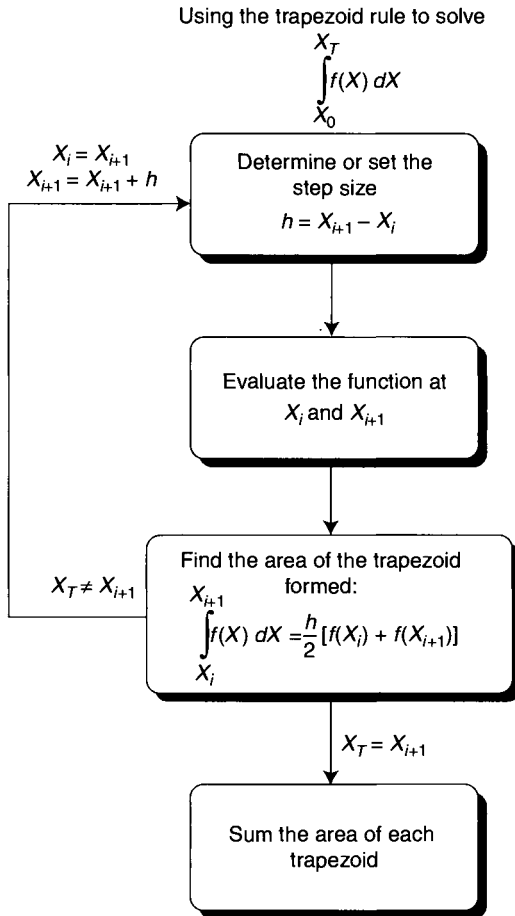 Using the trapezoid rule to solve
X_T
∫f(X) dX
X_0
X_i = X_{i+1}
X_{i+1} = X_{i+1} + h
Determine or set the
step size
h = X_{i+1} – X_i
Evaluate the function at
X_i and X_{i+1}
Find the area of the trapezoid
formed:
X_{i+1}
∫f(X) dX = h/2 [f(X_i) + f(X_{i+1})]
X_i
X_T ≠ X_{i+1}
X_T = X_{i+1}
Sum the area of each
trapezoid